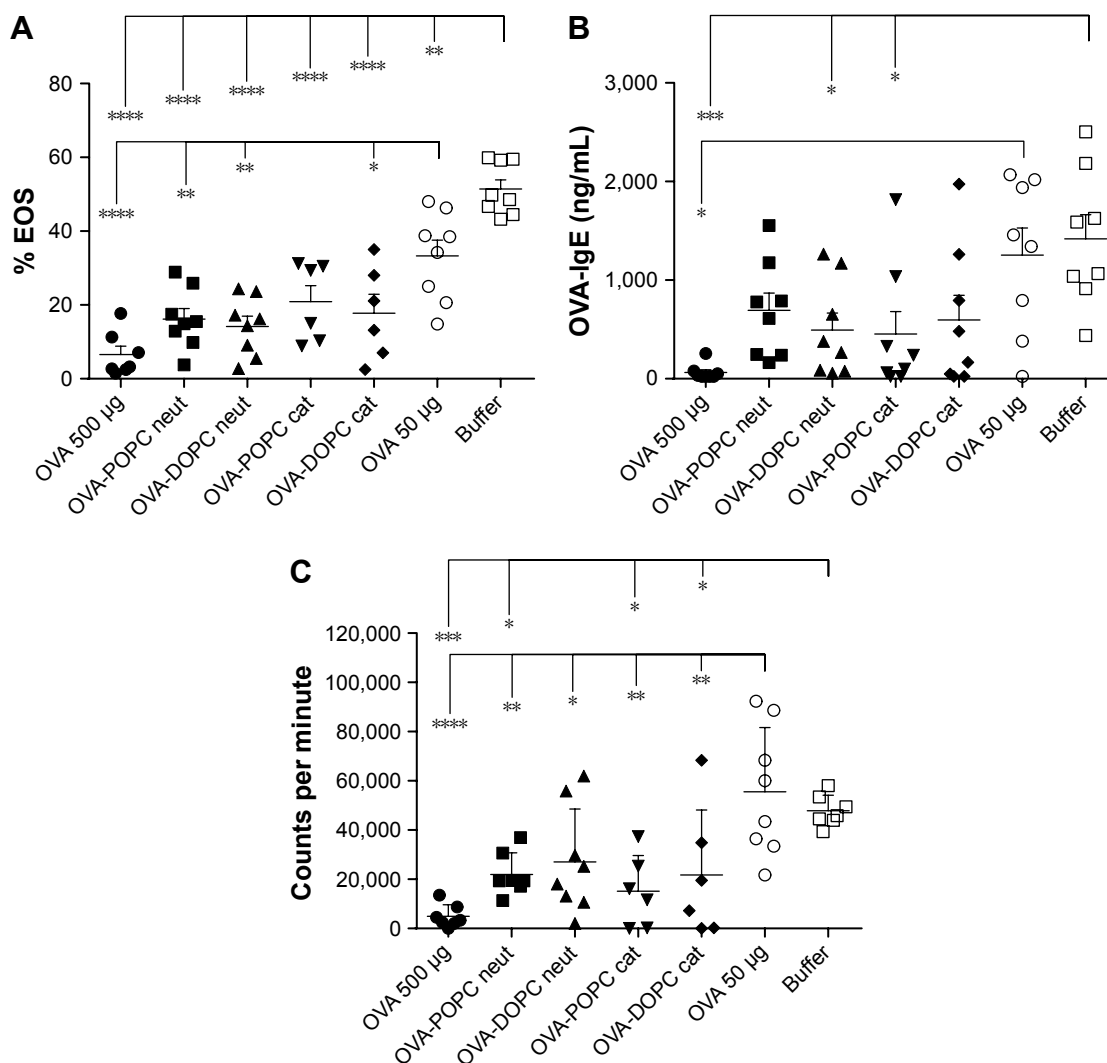 A
**
****
****
****
****
****
80
60
40
20
0
% EOS
*
**
**
****
OVA 500 µg
OVA-POPC neut
OVA-DOPC neut
OVA-POPC cat
OVA-DOPC cat
OVA 50 µg
Buffer
B
*
*
***
3,000
2,000
1,000
0
OVA-IgE (ng/mL)
*
OVA 500 µg
OVA-POPC neut
OVA-DOPC neut
OVA-POPC cat
OVA-DOPC cat
OVA 50 µg
Buffer
C
*
*
*
***
120,000
100,000
80,000
60,000
40,000
20,000
0
Counts per minute
**
**
*
**
****
OVA 500 µg
OVA-POPC neut
OVA-DOPC neut
OVA-POPC cat
OVA-DOPC cat
OVA 50 µg
Buffer